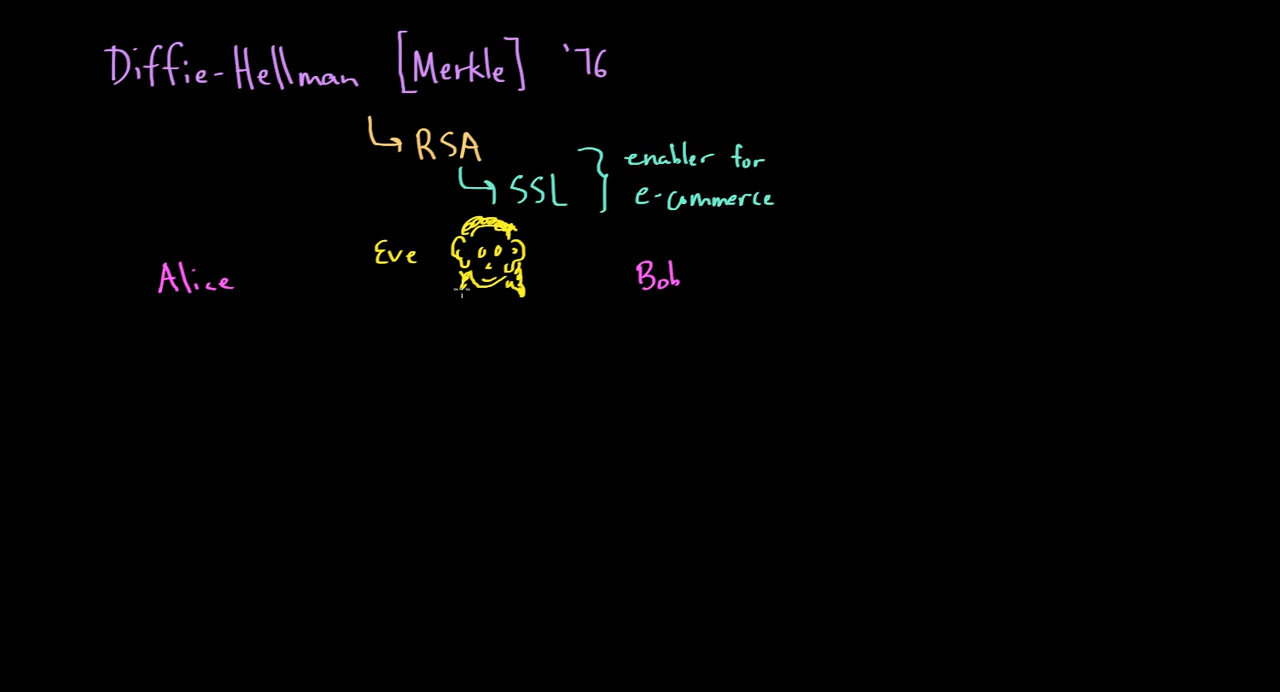 Diffie-Hellman [Merkle] '76
RSA
SSL
enabler for
e-commerce
Eve
Alice
Bob